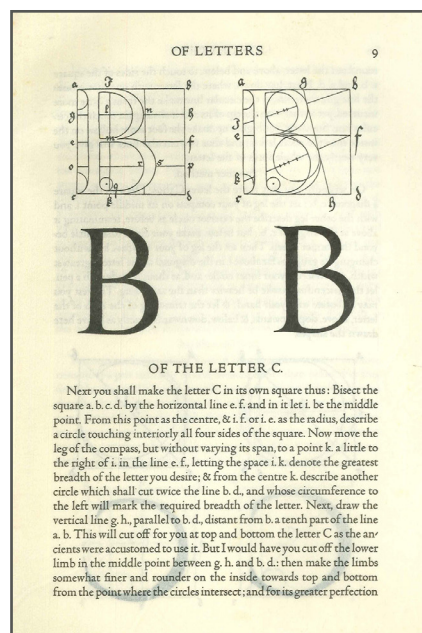 OF LETTERS 9
B B
OF THE LETTER C.
Next you shall make the letter C in its own square thus: Bisect the
square a. b. c. d. by the horizontal line e. f. and in it let i. be the middle
point. From this point as the centre, & i. f. or i. e. as the radius, describe
a circle touching interiorly all four sides of the square. Now move the
leg of the compass, but without varying its span, to a point k. a little to
the right of i. in the line e. f., letting the space i. k. denote the greatest
breadth of the letter you desire; & from the centre k. describe another
circle which shall cut twice the line b. d., and whose circumference to
the left will mark the required breadth of the letter. Next, draw the
vertical line g. h., parallel to b. d., distant from b. a tenth part of the line
a. b. This will cut off for you at top and bottom the letter C as the an-
cients were accustomed to use it. But I would have you cut off the lower
limb in the middle point between g. h. and b. d.: then make the limbs
somewhat finer and rounder on the inside towards top and bottom
from the point where the circles intersect; and for its greater perfection